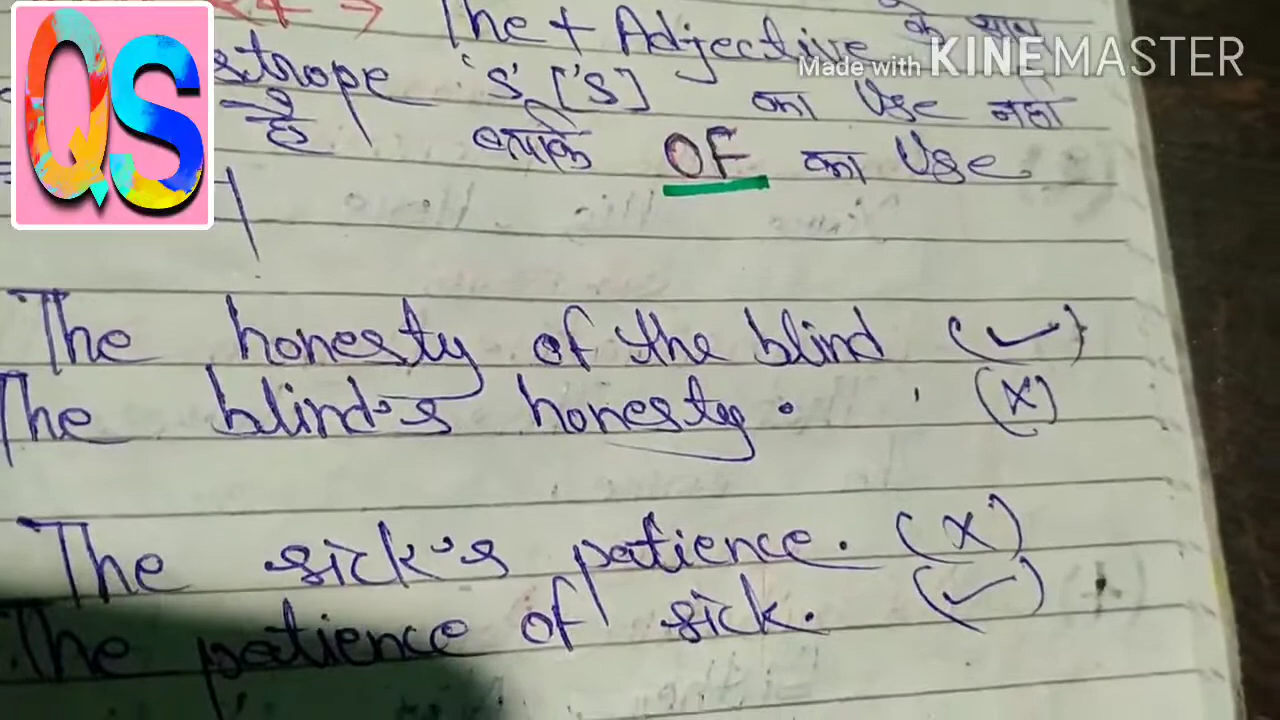 QS
The + Adjective के साथ
Made with KINEMASTER
strope 's' ['s] का Use नही
है। बल्कि OF का Use
The honesty of the blind (✓)
The blind's honesty. (x)
The sick's patience. (x)
The patience of sick. (✓)